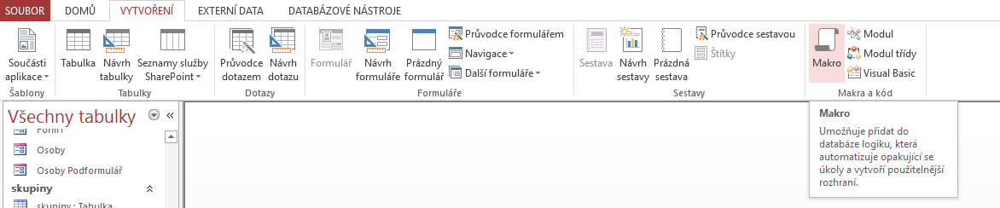 SOUBOR DOMŮ VYTVOŘENÍ EXTERNÍ DATA DATABÁZOVÉ NÁSTROJE
Součásti
aplikace
Šablony
Tabulka
Návrh
tabulky
Seznamy služby
SharePoint
Tabulky
Průvodce
dotazem
Návrh
dotazu
Dotazy
Formulář
Návrh
formuláře
Prázdný
formulář
Průvodce formulářem
Navigace
Další formuláře
Formuláře
Sestava
Návrh
sestavy
Prázdná
sestava
Průvodce sestavou
Štítky
Sestavy
Makro
Modul
Modul třídy
Visual Basic
Makra a kód
Všechny tabulky
Form1
Osoby
Osoby Podformulář
skupiny
skupiny : Tabulka
Makro
Umožňuje přidat do
databáze logiku, která
automatizuje opakující se
úkoly a vytvoří použitelnější
rozhraní.